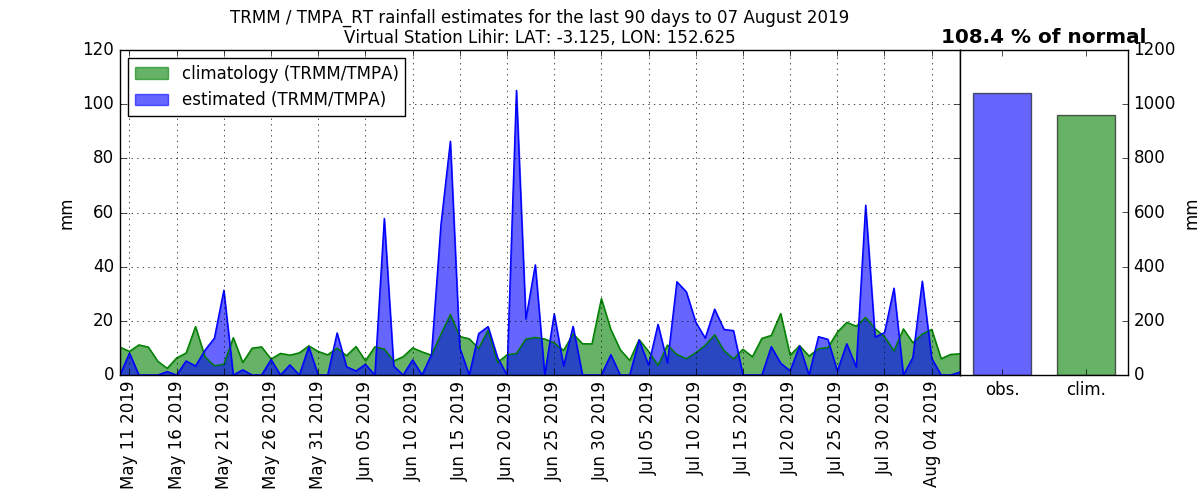 TRMM / TMPA_RT rainfall estimates for the last 90 days to 07 August 2019
Virtual Station Lihir: LAT: -3.125, LON: 152.625
108.4 % of normal
climatology (TRMM/TMPA)
estimated (TRMM/TMPA)
mm
120
100
80
60
40
20
0
May 11 2019
May 16 2019
May 21 2019
May 26 2019
May 31 2019
Jun 05 2019
Jun 10 2019
Jun 15 2019
Jun 20 2019
Jun 25 2019
Jun 30 2019
Jul 05 2019
Jul 10 2019
Jul 15 2019
Jul 20 2019
Jul 25 2019
Jul 30 2019
Aug 04 2019
obs.
clim.
1200
1000
800
600
400
200
0
mm